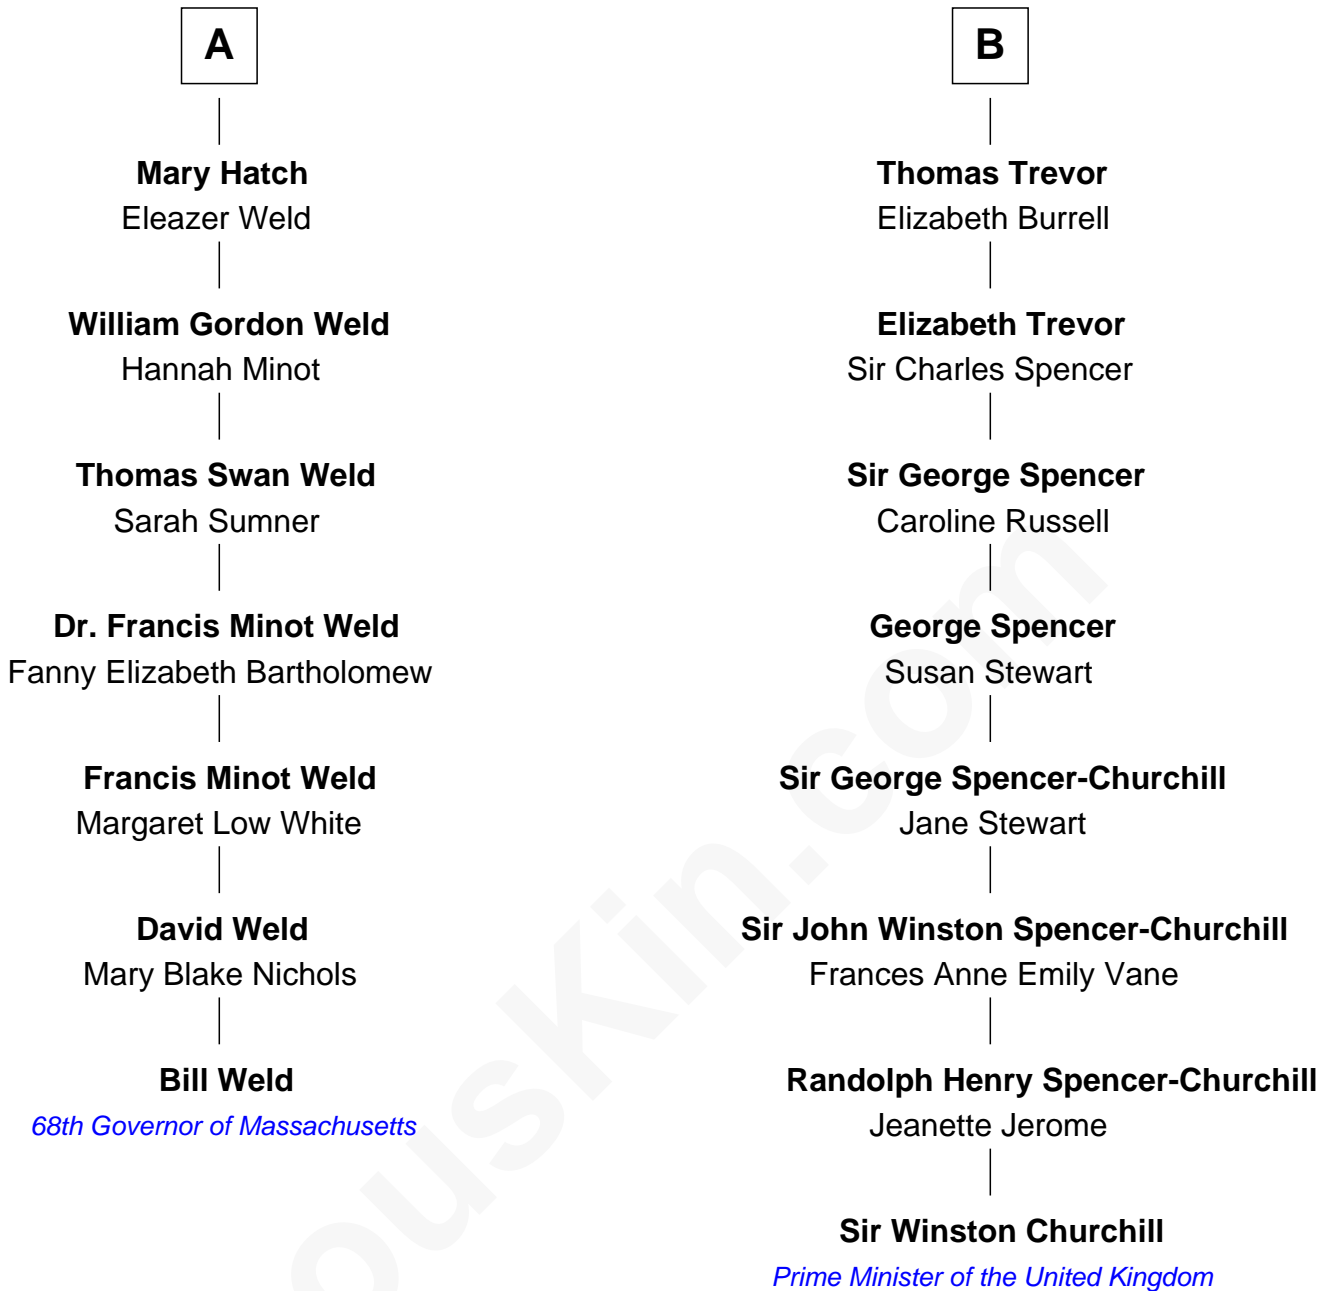 A
Mary Hatch
Eleazer Weld
William Gordon Weld
Hannah Minot
Thomas Swan Weld
Sarah Sumner
Dr. Francis Minot Weld
Fanny Elizabeth Bartholomew
Francis Minot Weld
Margaret Low White
David Weld
Mary Blake Nichols
Bill Weld
68th Governor of Massachusetts
B
Thomas Trevor
Elizabeth Burrell
Elizabeth Trevor
Sir Charles Spencer
Sir George Spencer
Caroline Russell
George Spencer
Susan Stewart
Sir George Spencer-Churchill
Jane Stewart
Sir John Winston Spencer-Churchill
Frances Anne Emily Vane
Randolph Henry Spencer-Churchill
Jeanette Jerome
Sir Winston Churchill
Prime Minister of the United Kingdom
ousKin.com